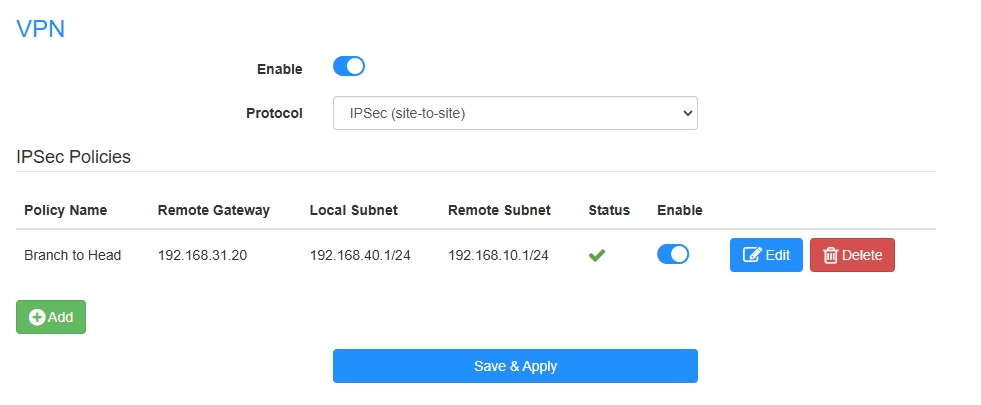 VPN
Enable
Protocol IPSec (site-to-site)
IPSec Policies
Policy Name Remote Gateway Local Subnet Remote Subnet Status Enable
Branch to Head 192.168.31.20 192.168.40.1/24 192.168.10.1/24 Edit Delete
Add
Save & Apply